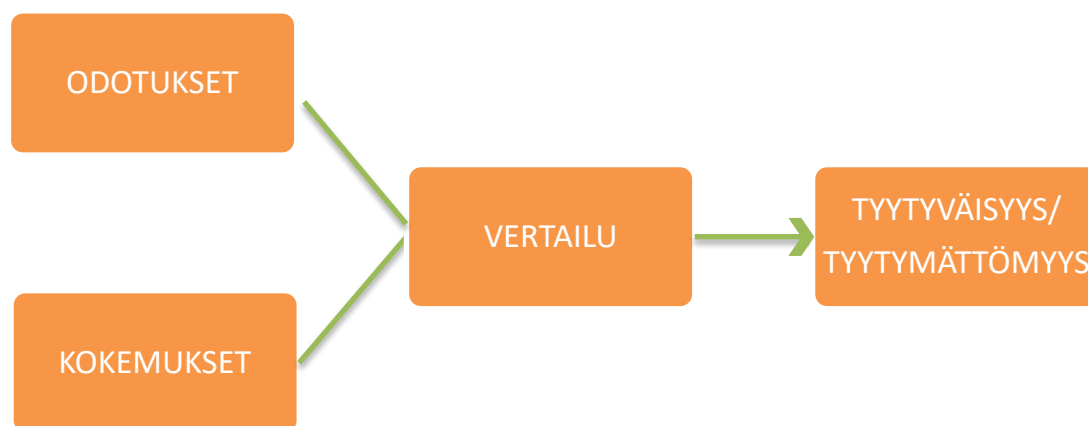 ODOTUKSET
KOKEMUKSET
VERTAILU
TYYTYVÄISYYS/
TYYTYMÄTTÖMYYS